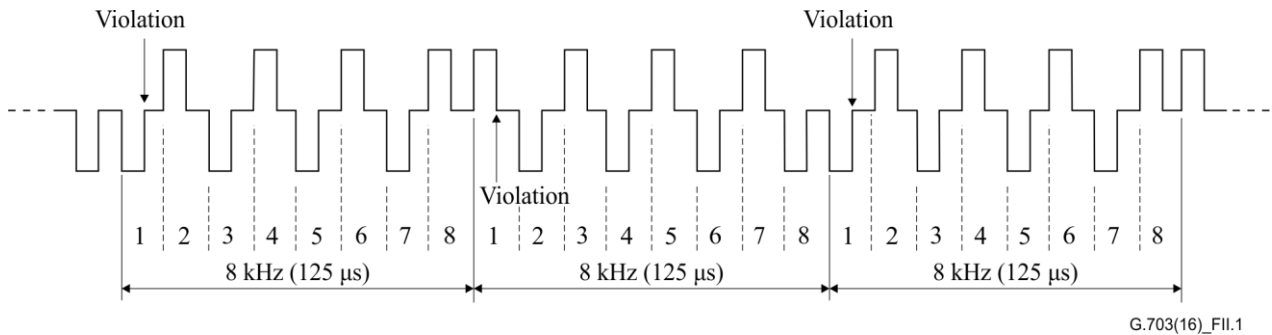 Violation Violation
Violation
1 2 3 4 5 6 7 8 1 2 3 4 5 6 7 8 1 2 3 4 5 6 7 8
8 kHz (125 μs) 8 kHz (125 μs) 8 kHz (125 μs)
G.703(16)_FII.1